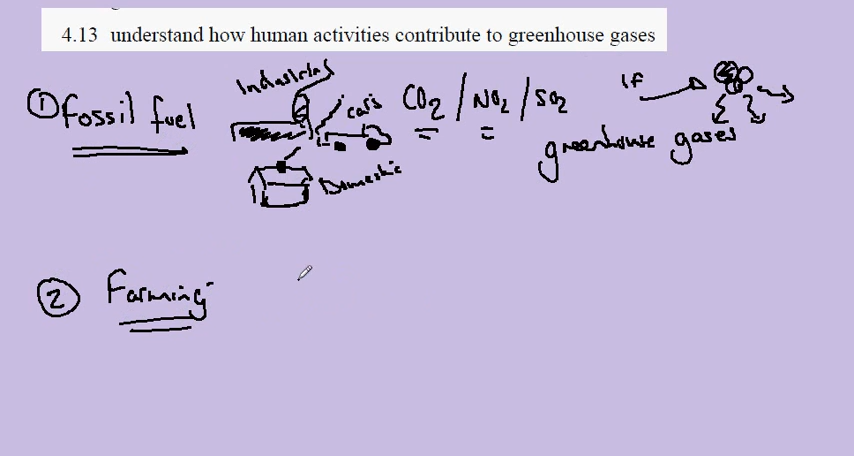 4.13 understand how human activities contribute to greenhouse gases
Industrial
① fossil fuel
cars
CO2 / NO2 / SO2
IF
greenhouse gases
Domestic
② Farming